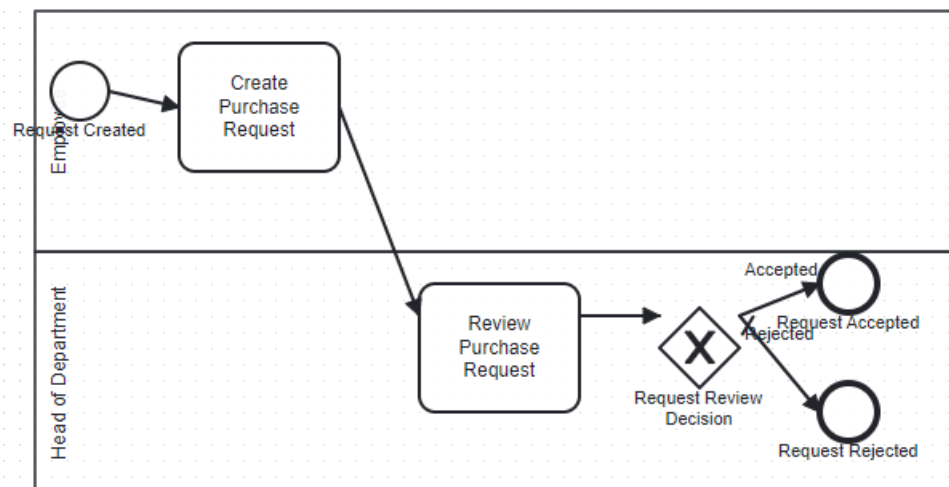 Create
Purchase
Request
Request Created
Head of Department
Review
Purchase
Request
X
Accepted
Request Accepted
Rejected
Request Review
Decision
Request Rejected